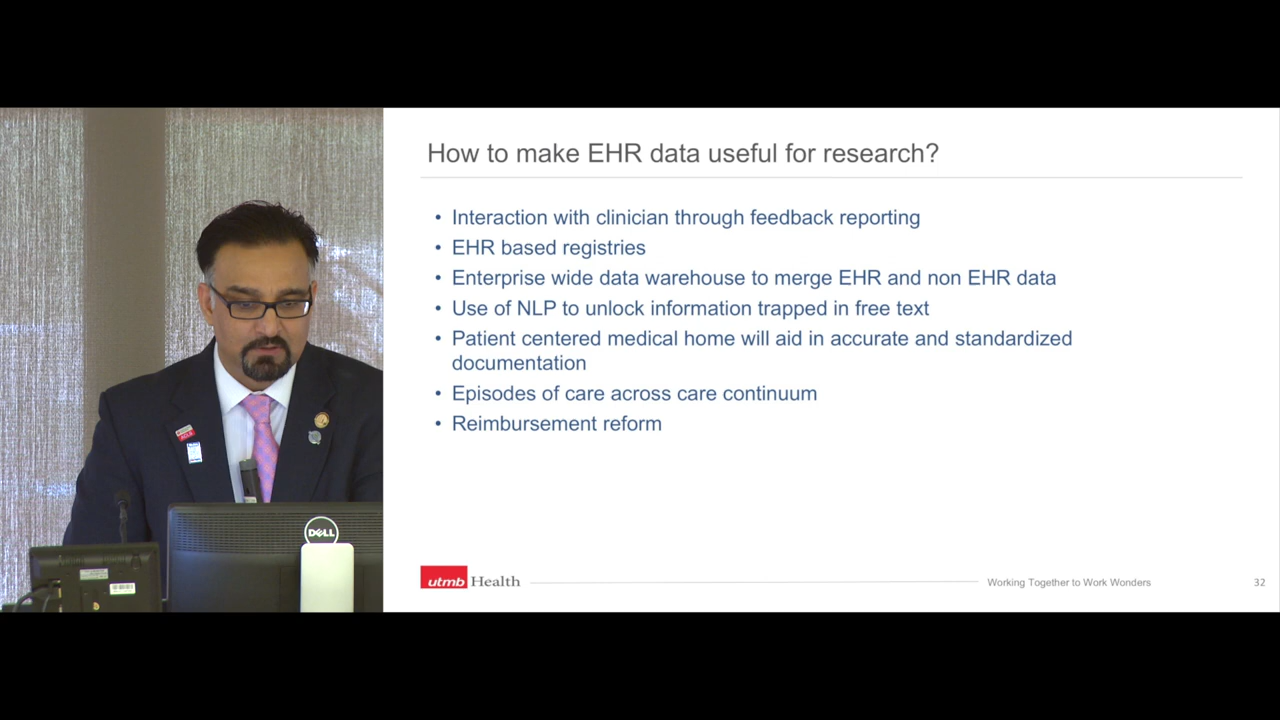 How to make EHR data useful for research?
• Interaction with clinician through feedback reporting
• EHR based registries
• Enterprise wide data warehouse to merge EHR and non EHR data
• Use of NLP to unlock information trapped in free text
• Patient centered medical home will aid in accurate and standardized
documentation
• Episodes of care across care continuum
• Reimbursement reform
DELL
utmb Health
Working Together to Work Wonders
32